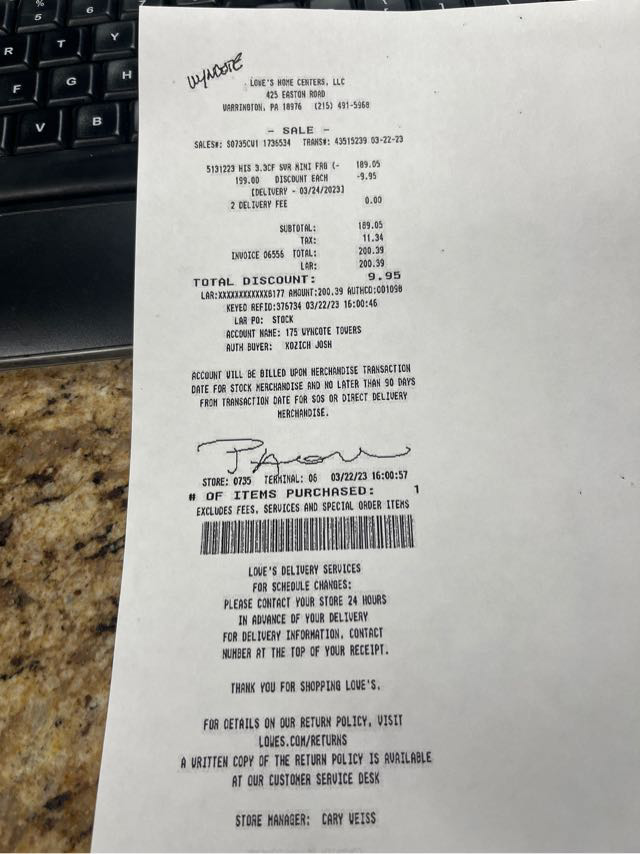 %
5
6
R
T
Y
F
G
H
V
B
WYNCOTE
LOWE'S HOME CENTERS, LLC
425 EASTON ROAD
WARRINGTON, PA 18976 (215) 491-5968
- SALE -
SALES#: S0735CW1 1736534 TRANS#: 43515239 03-22-23
5131223 HIS 3.3CF SVR MINI FRG (- 189.05
199.00 DISCOUNT EACH -9.95
[DELIVERY - 03/24/2023]
2 DELIVERY FEE 0.00
SUBTOTAL: 189.05
TAX: 11.34
INVOICE 06556 TOTAL: 200.39
LAR: 200.39
TOTAL DISCOUNT: 9.95
LAR:XXXXXXXXXXXX6177 AMOUNT:200.39 AUTHCD:001098
KEYED REFID:376734 03/22/23 16:00:46
LAR PO: STOCK
ACCOUNT NAME: 175 WYNCOTE TOWERS
AUTH BUYER: KOZICH JOSH
ACCOUNT WILL BE BILLED UPON MERCHANDISE TRANSACTION
DATE FOR STOCK MERCHANDISE AND NO LATER THAN 90 DAYS
FROM TRANSACTION DATE FOR SOS OR DIRECT DELIVERY
MERCHANDISE.
STORE: 0735 TERMINAL: 06 03/22/23 16:00:57
# OF ITEMS PURCHASED: 1
EXCLUDES FEES, SERVICES AND SPECIAL ORDER ITEMS
LOWE'S DELIVERY SERVICES
FOR SCHEDULE CHANGES:
PLEASE CONTACT YOUR STORE 24 HOURS
IN ADVANCE OF YOUR DELIVERY
FOR DELIVERY INFORMATION, CONTACT
NUMBER AT THE TOP OF YOUR RECEIPT.
THANK YOU FOR SHOPPING LOWE'S.
FOR DETAILS ON OUR RETURN POLICY, VISIT
LOWES.COM/RETURNS
A WRITTEN COPY OF THE RETURN POLICY IS AVAILABLE
AT OUR CUSTOMER SERVICE DESK
STORE MANAGER: CARY WEISS